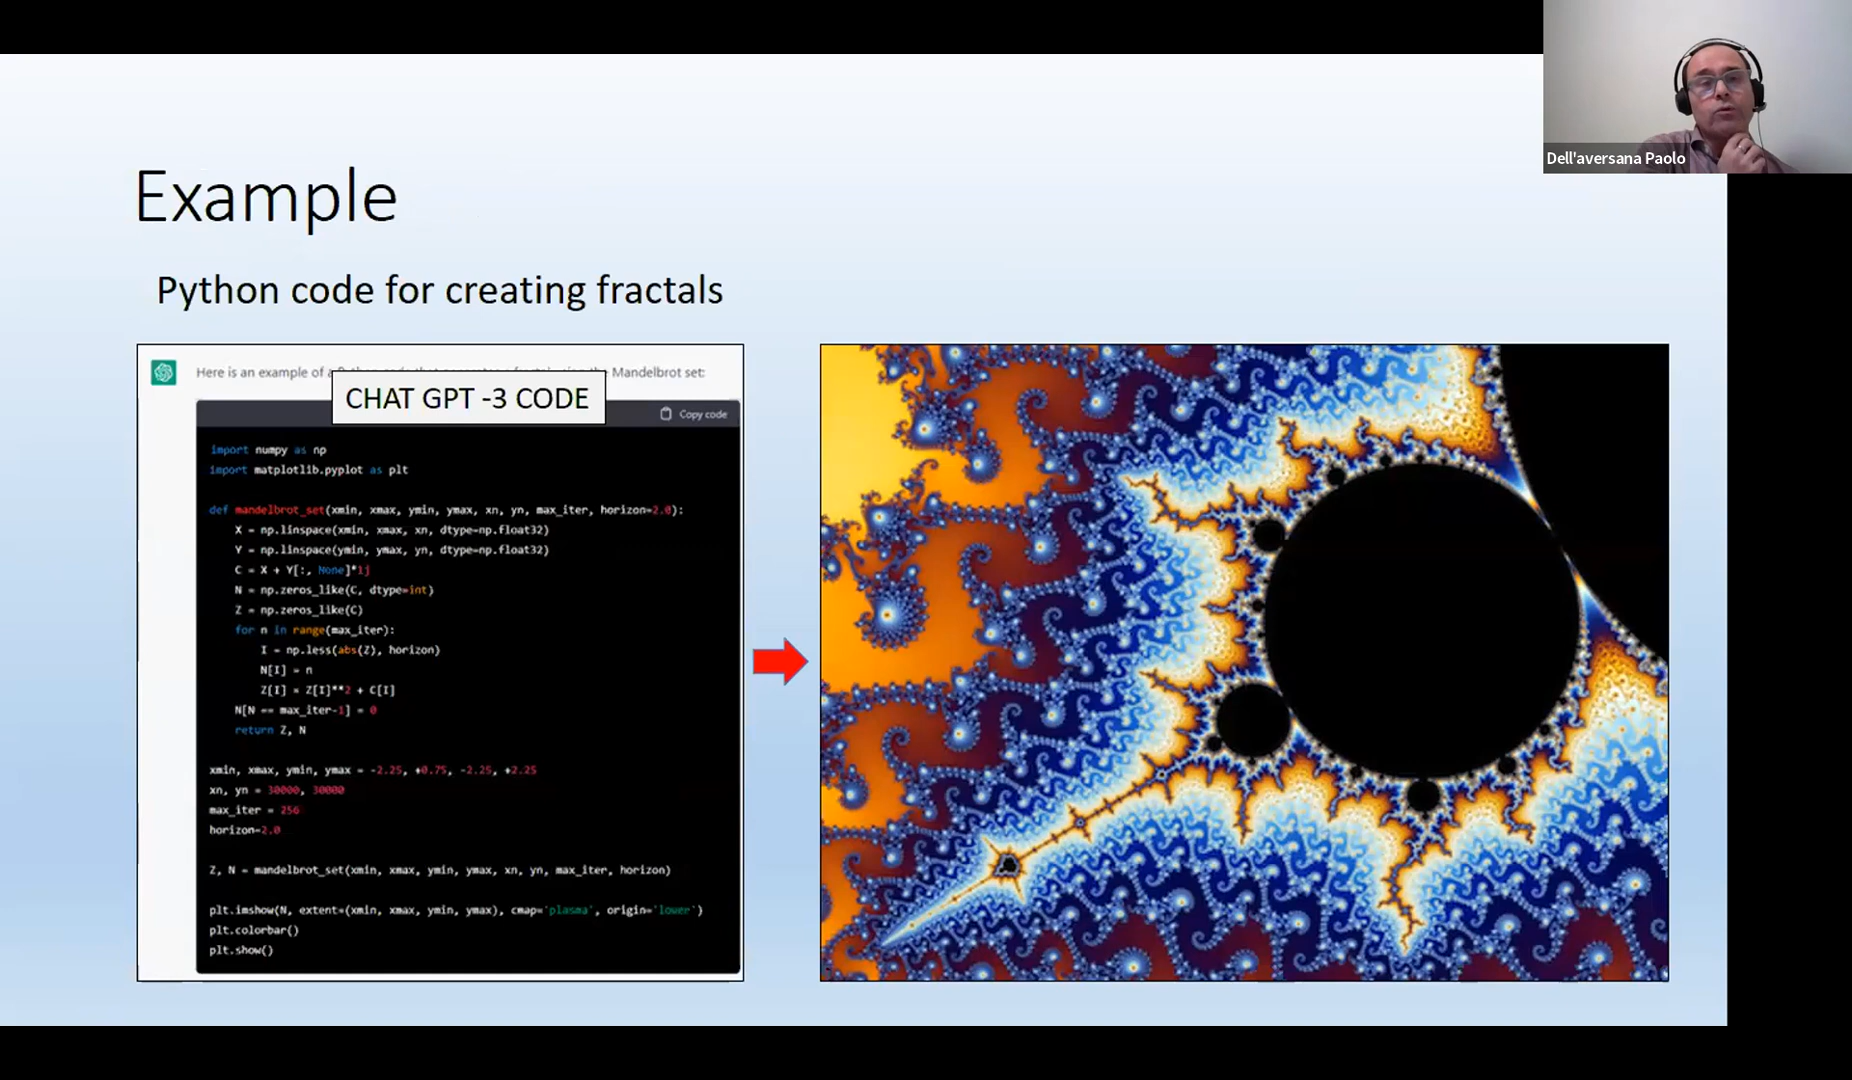 Dell'aversana Paolo
Example
Python code for creating fractals
Here is an example of a Mandelbrot set:
CHAT GPT -3 CODE
Copy code
import numpy as np
import matplotlib.pyplot as plt
def mandelbrot_set(xmin, xmax, ymin, ymax, xn, yn, max_iter, horizon=2.0):
X = np.linspace(xmin, xmax, xn, dtype=np.float32)
Y = np.linspace(ymin, ymax, yn, dtype=np.float32)
C = X + Y[:, None]*1j
N = np.zeros_like(C, dtype=int)
Z = np.zeros_like(C)
for n in range(max_iter):
I = np.less(abs(Z), horizon)
N[I] = n
Z[I] = Z[I]**2 + C[I]
N[N == max_iter-1] = 0
return Z, N
xmin, xmax, ymin, ymax = -2.25, +0.75, -2.25, +2.25
xn, yn = 30000, 30000
max_iter = 256
horizon=2.0
Z, N = mandelbrot_set(xmin, xmax, ymin, ymax, xn, yn, max_iter, horizon)
plt.imshow(N, extent=(xmin, xmax, ymin, ymax), cmap='plasma', origin='lower')
plt.colorbar()
plt.show()